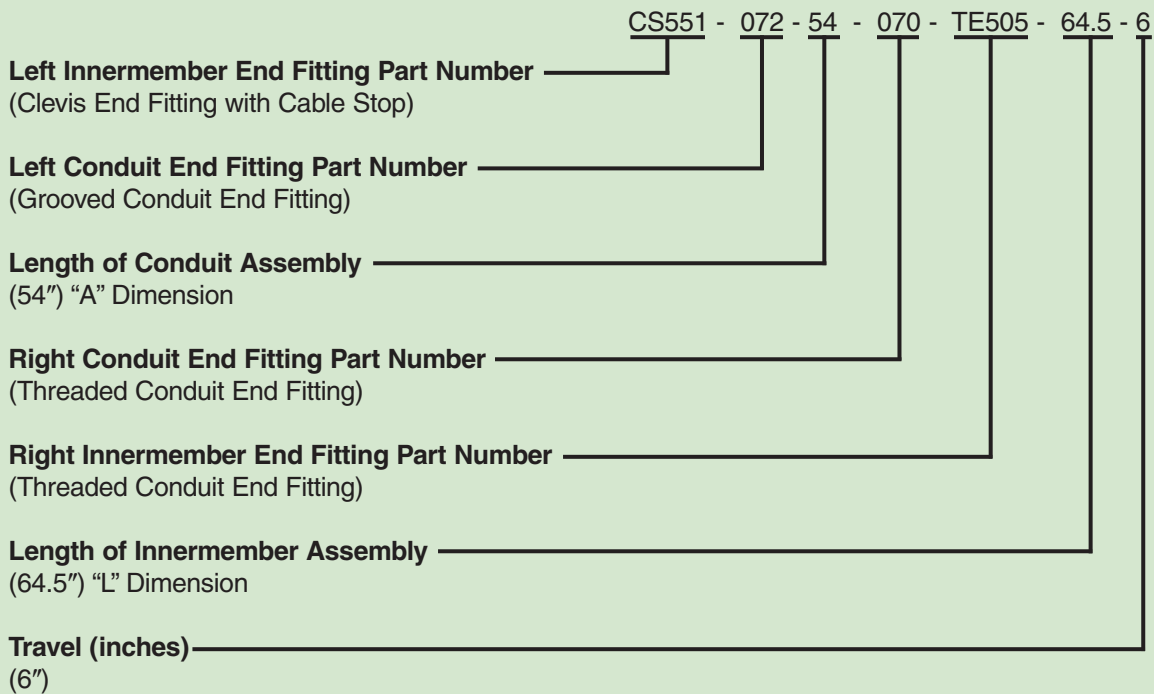 CS551 - 072 - 54 - 070 - TE505 - 64.5 - 6
Left Innermember End Fitting Part Number
(Clevis End Fitting with Cable Stop)
Left Conduit End Fitting Part Number
(Grooved Conduit End Fitting)
Length of Conduit Assembly
(54″) “A” Dimension
Right Conduit End Fitting Part Number
(Threaded Conduit End Fitting)
Right Innermember End Fitting Part Number
(Threaded Conduit End Fitting)
Length of Innermember Assembly
(64.5″) “L” Dimension
Travel (inches)
(6″)